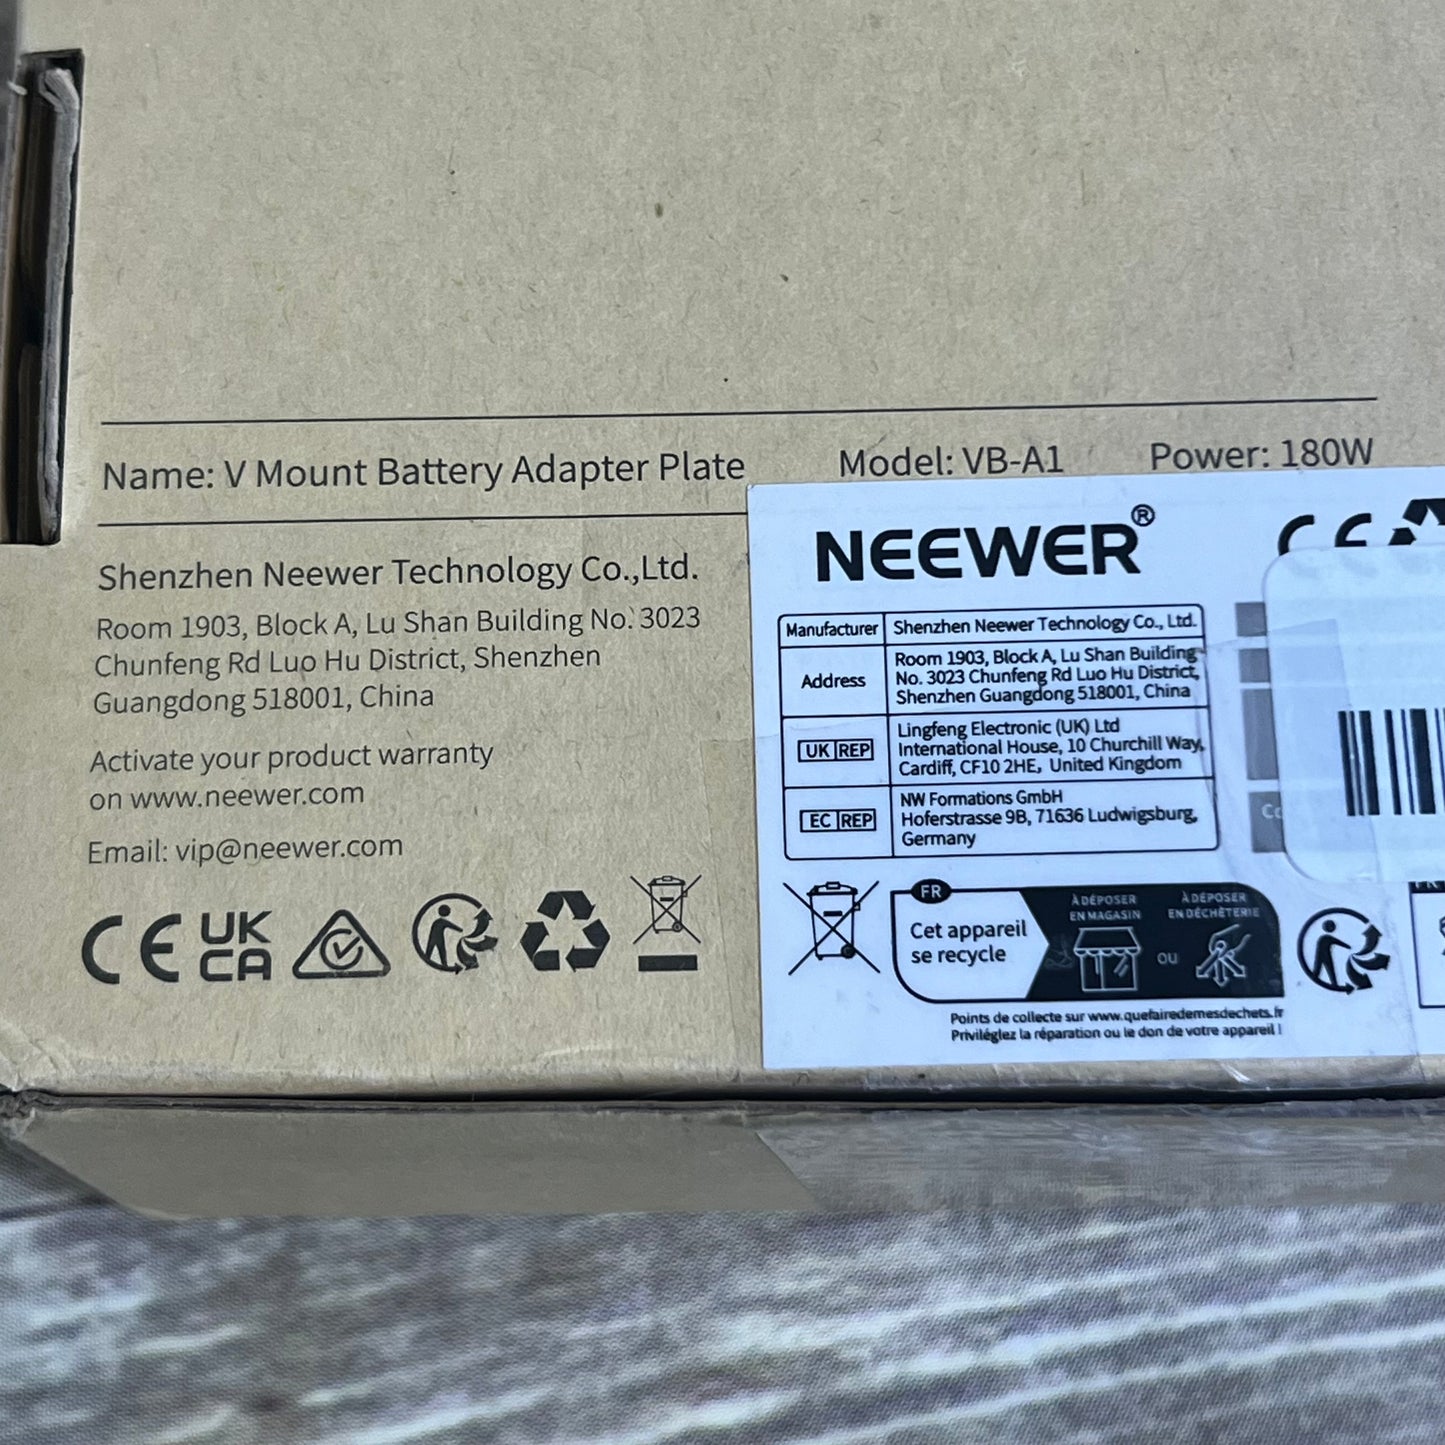 Name: V Mount Battery Adapter Plate Model: VB-A1 Power: 180W
Shenzhen Neewer Technology Co.,Ltd.
Room 1903, Block A, Lu Shan Building No. 3023
Chunfeng Rd Luo Hu District, Shenzhen
Guangdong 518001, China
Activate your product warranty
on www.neewer.com
Email: vip@neewer.com
CE UK
CA
NEEWER®
CE
Manufacturer Shenzhen Neewer Technology Co., Ltd.
Address Room 1903, Block A, Lu Shan Building
No. 3023 Chunfeng Rd Luo Hu District,
Shenzhen Guangdong 518001, China
UK REP Lingfeng Electronic (UK) Ltd
International House, 10 Churchill Way,
Cardiff, CF10 2HE, United Kingdom
EC REP NW Formations GmbH
Hoferstrasse 9B, 71636 Ludwigsburg,
Germany
FR
Cet appareil
se recycle
À DÉPOSER
EN MAGASIN
OU
À DÉPOSER
EN DÉCHÈTERIE
Points de collecte sur www.quefairedemesdechets.fr
Privilégiez la réparation ou le don de votre appareil !